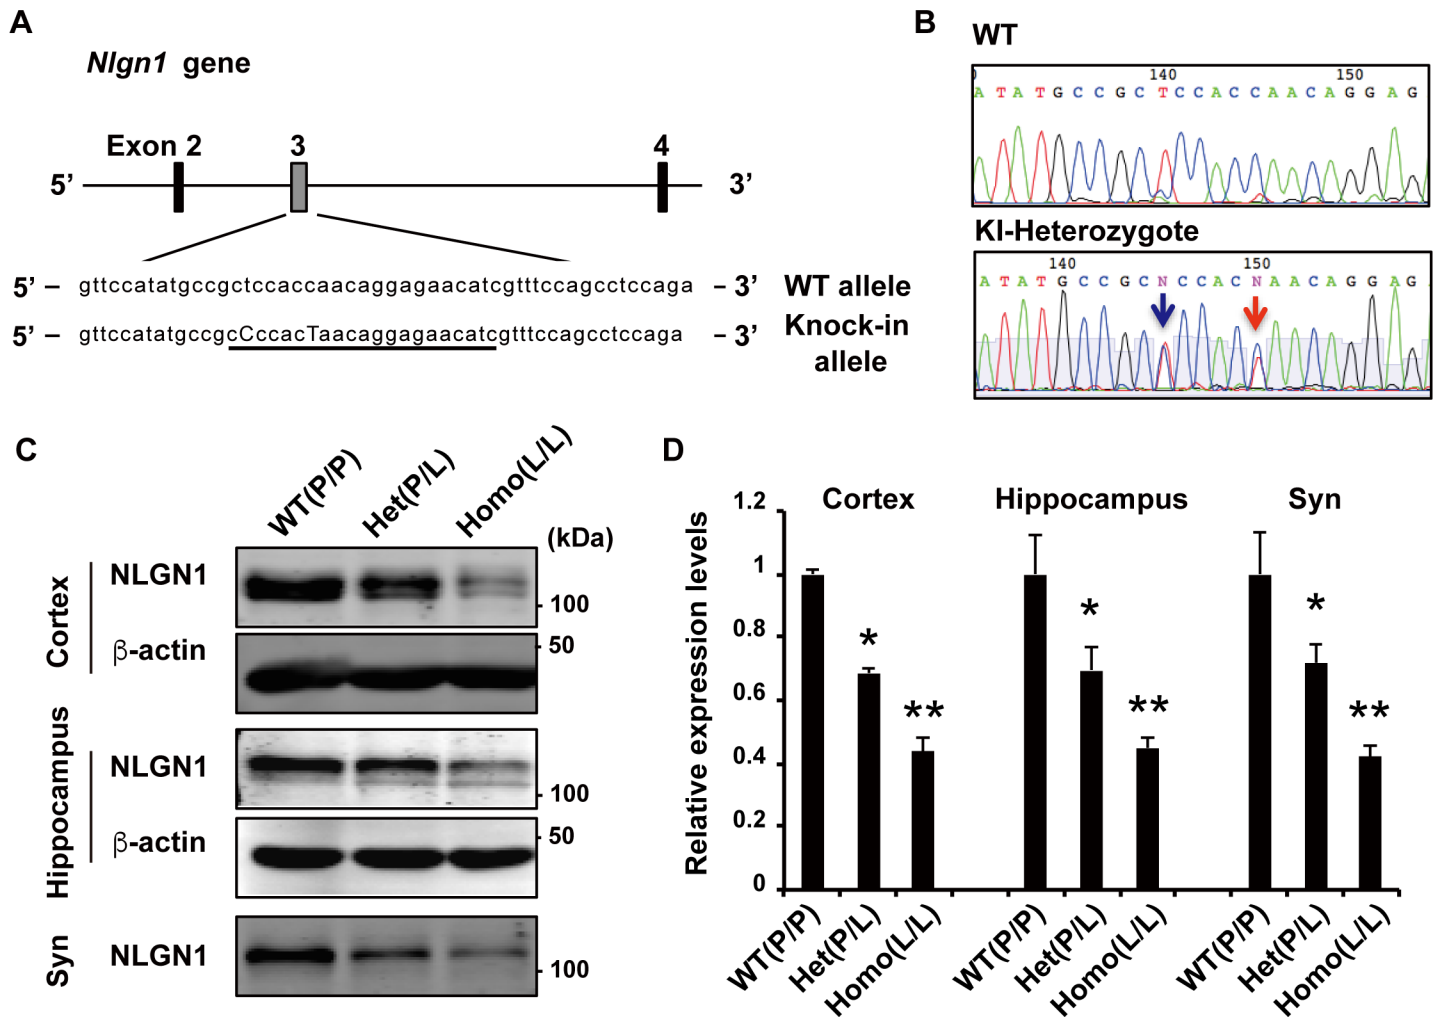 A
Nlgn1 gene
Exon 2 3 4
5’ 3’
5’ – gttccatatgccgctccaccaacaggagaacatcgtttccagcctccaga – 3’ WT allele
5’ – gttccatatgccgcCccacTaacaggagaacatcgtttccagcctccaga – 3’ Knock-in
allele
B
WT
140 150
A T A T G C C G C T C C A C C A A C A G G A G
KI-Heterozygote
140 150
A T A T G C C G C N C C A C N A A C A G G A G
C
WT(P/P) Het(P/L) Homo(L/L)
(kDa)
Cortex
NLGN1
100
β-actin
50
Hippocampus
NLGN1
100
β-actin
50
Syn
NLGN1
100
D
Cortex Hippocampus Syn
Relative expression levels
1.2
1
0.8
0.6
0.4
0.2
0
* ** * ** * **
WT(P/P) Het(P/L) Homo(L/L) WT(P/P) Het(P/L) Homo(L/L) WT(P/P) Het(P/L) Homo(L/L)